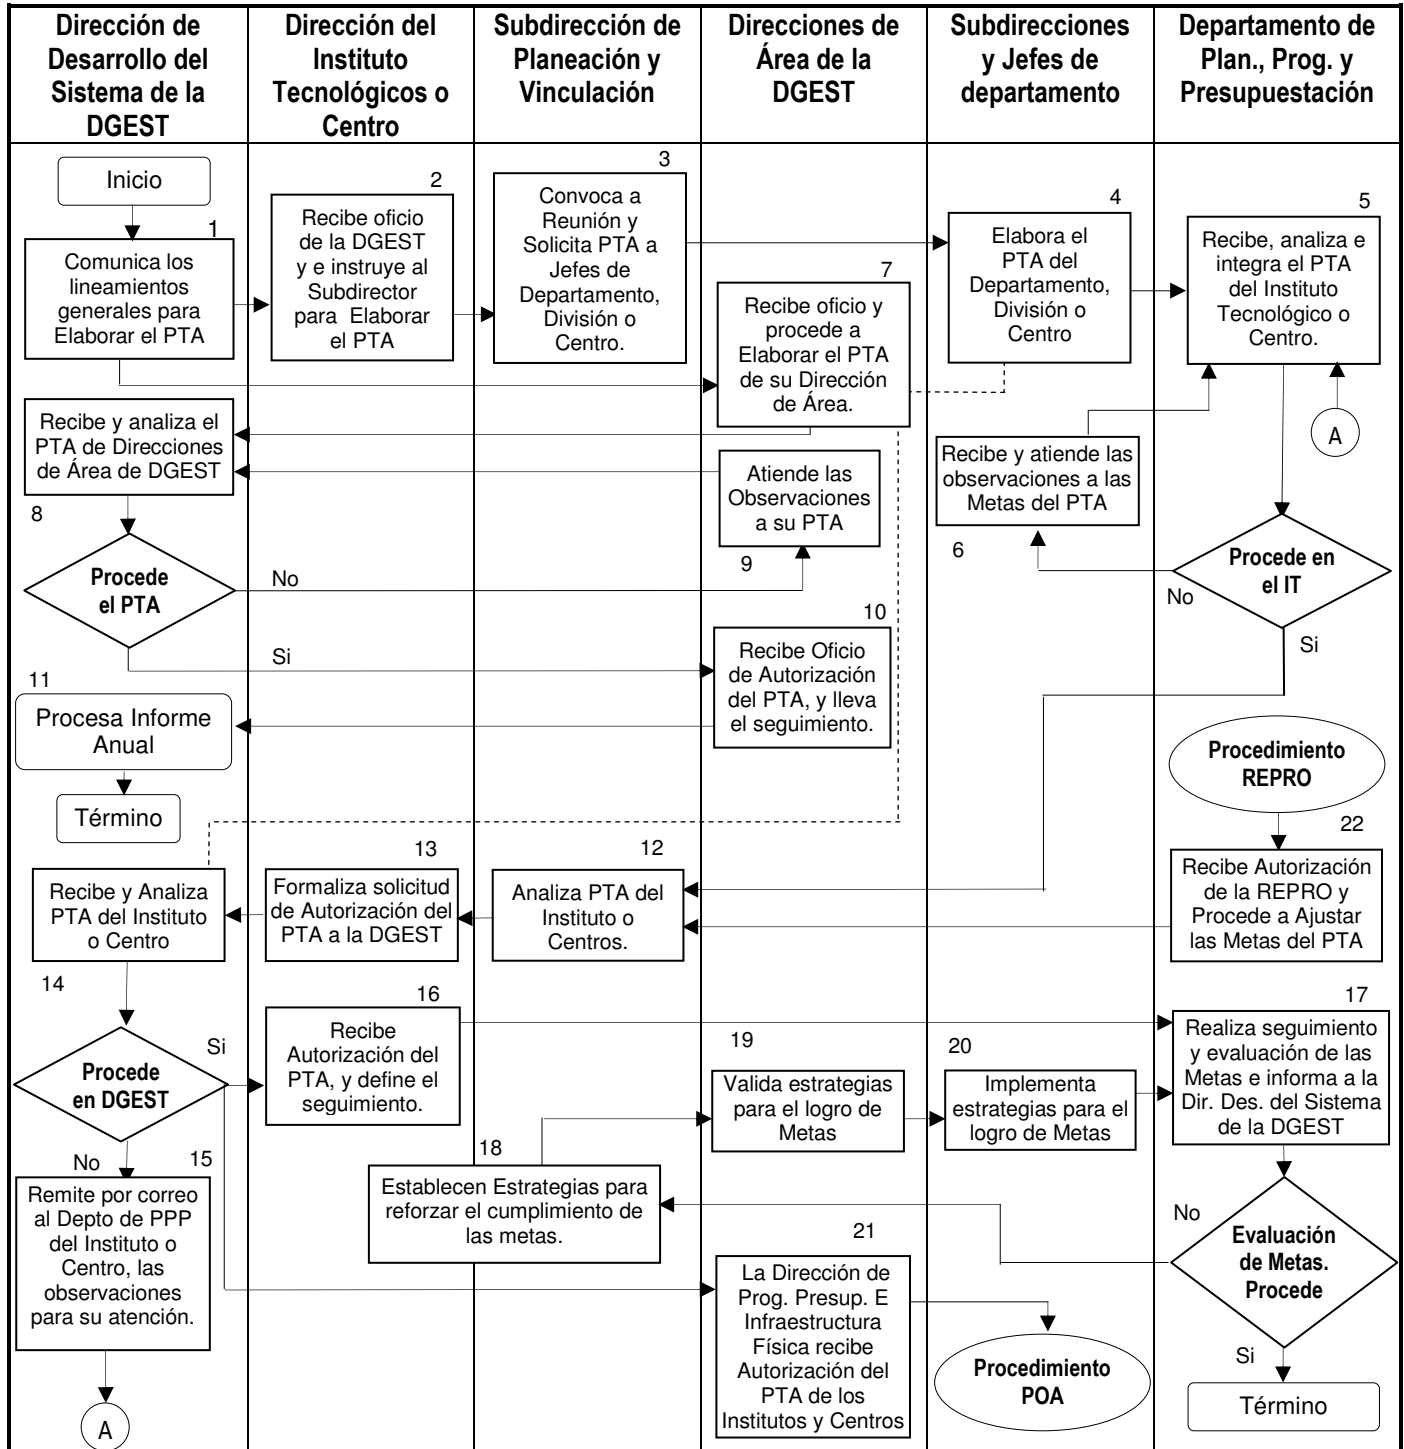 Dirección de
Desarrollo del
Sistema de la
DGEST
Dirección del
Instituto
Tecnológicos o
Centro
Subdirección de
Planeación y
Vinculación
Direcciones de
Área de la
DGEST
Subdirecciones
y Jefes de
departamento
Departamento de
Plan., Prog. y
Presupuestación
Inicio
1
Comunica los
lineamientos
generales para
Elaborar el PTA
2
Recibe oficio
de la DGEST
y e instruye al
Subdirector
para Elaborar
el PTA
3
Convoca a
Reunión y
Solicita PTA a
Jefes de
Departamento,
División o
Centro.
7
Recibe oficio y
procede a
Elaborar el PTA
de su Dirección
de Área.
4
Elabora el
PTA del
Departamento,
División o
Centro
5
Recibe, analiza e
integra el PTA
del Instituto
Tecnológico o
Centro.
A
Recibe y analiza el
PTA de Direcciones
de Área de DGEST
8
Atiende las
Observaciones
a su PTA
9
Recibe y atiende las
observaciones a las
Metas del PTA
6
Procede
el PTA
No
Si
Procede en
el IT
No
Si
10
Recibe Oficio
de Autorización
del PTA, y lleva
el seguimiento.
11
Procesa Informe
Anual
Término
Procedimiento
REPRO
22
Recibe Autorización
de la REPRO y
Procede a Ajustar
las Metas del PTA
12
Analiza PTA del
Instituto o
Centros.
13
Formaliza solicitud
de Autorización del
PTA a la DGEST
Recibe y Analiza
PTA del Instituto
o Centro
14
Procede
en DGEST
Si
No
15
Remite por correo
al Depto de PPP
del Instituto o
Centro, las
observaciones
para su atención.
A
16
Recibe
Autorización del
PTA, y define el
seguimiento.
17
Realiza seguimiento
y evaluación de las
Metas e informa a la
Dir. Des. del Sistema
de la DGEST
18
Establecen Estrategias para
reforzar el cumplimiento de
las metas.
19
Valida estrategias
para el logro de
Metas
20
Implementa
estrategias para el
logro de Metas
No
Evaluación
de Metas.
Procede
Si
Término
21
La Dirección de
Prog. Presup. E
Infraestructura
Física recibe
Autorización del
PTA de los
Institutos y Centros
Procedimiento
POA